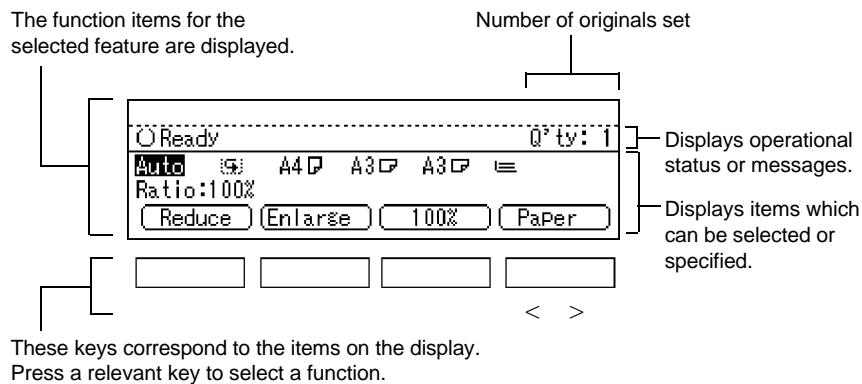 The function items for the
selected feature are displayed.
Number of originals set
Ready Q'ty: 1
Auto A4 A3 A3
Ratio:100%
Reduce Enlarge 100% Paper
Displays operational
status or messages.
Displays items which
can be selected or
specified.
< >
These keys correspond to the items on the display.
Press a relevant key to select a function.